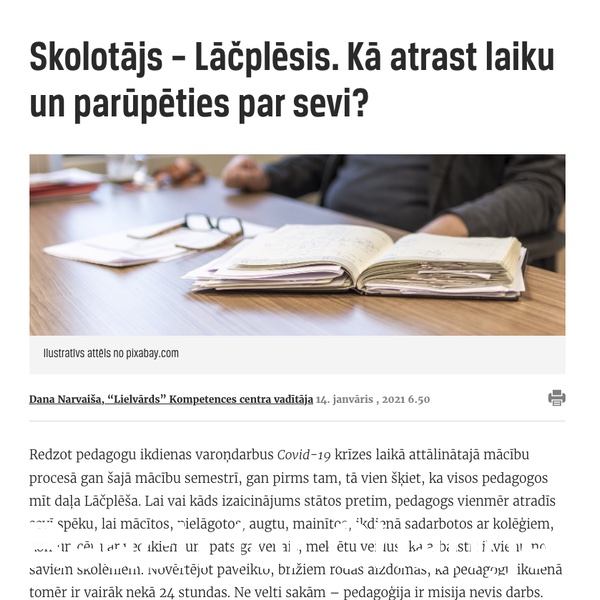 Skolotājs – Lāčplēsis. Kā atrast laiku
un parūpēties par sevi?
Ilustratīvs attēls no pixabay.com
Dana Narvaiša, “Lielvārds” Kompetences centra vadītāja 14. janvāris , 2021 6.50
Redzot pedagogu ikdienas varoņdarbus Covid-19 krīzes laikā attālinātajā mācību
procesā gan šajā mācību semestrī, gan pirms tam, tā vien šķiet, ka visos pedagogos
mīt daļa Lāčplēša. Lai vai kāds izaicinājums stātos pretim, pedagogs vienmēr atradīs
sevī spēku, lai mācītos, pielāgotos, augtu, mainītos, ikdienā sadarbotos ar kolēģiem,
saviem skolēniem. Novērtējot paveikto, brīžiem rodas aizdomas, ka pedagogi ikdienā
tomēr ir vairāk nekā 24 stundas. Ne velti sakām – pedagoģija ir misija nevis darbs.